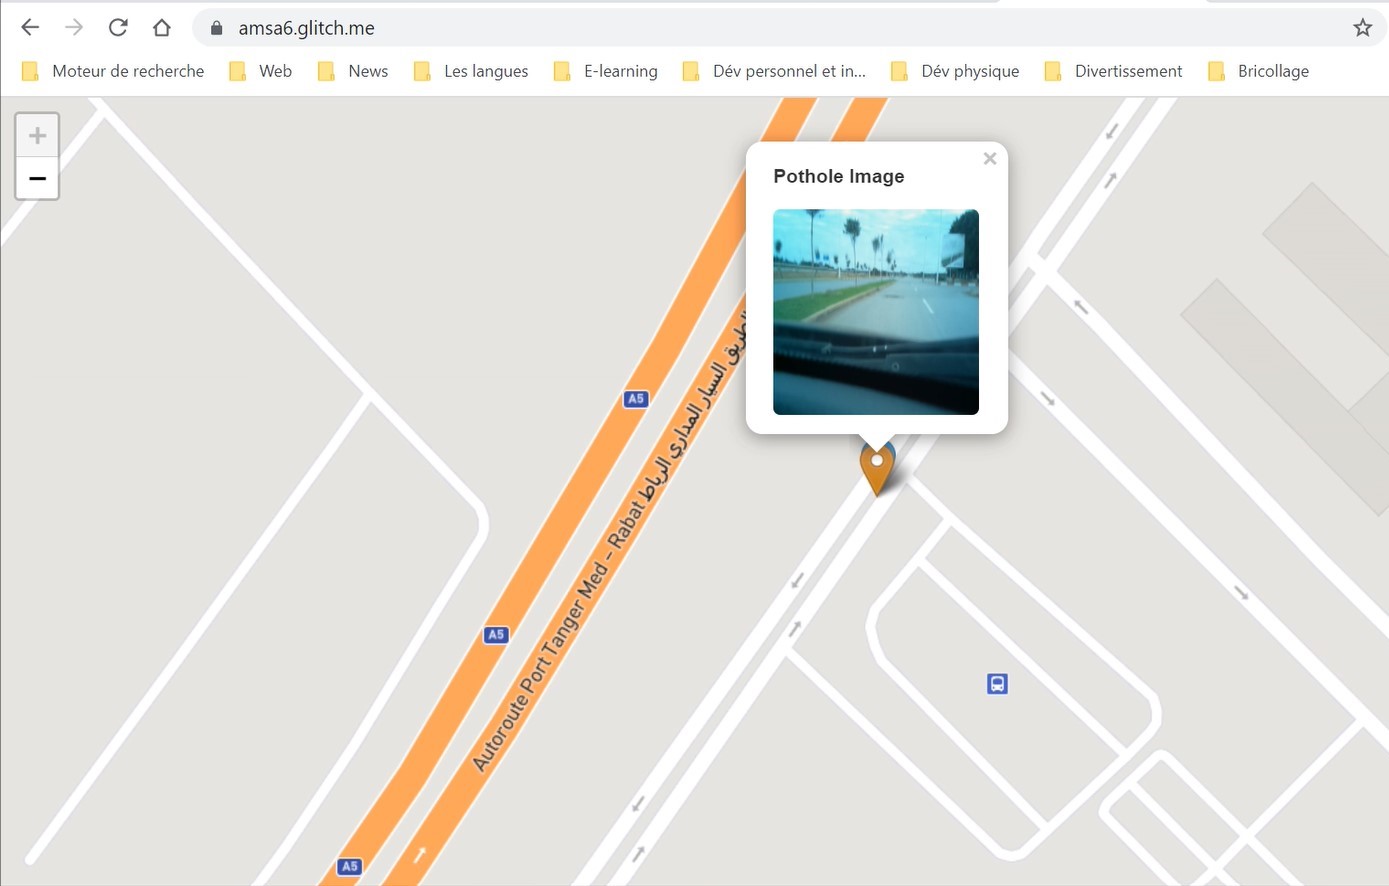 amsa6.glitch.me
Moteur de recherche
Web
News
Les langues
E-learning
Dév personnel et in...
Dév physique
Divertissement
Bricollage
+
−
×
Pothole Image
A5
A5
A5
Autoroute Port Tanger Med - Rabat الطريق السيار المداري الرباط